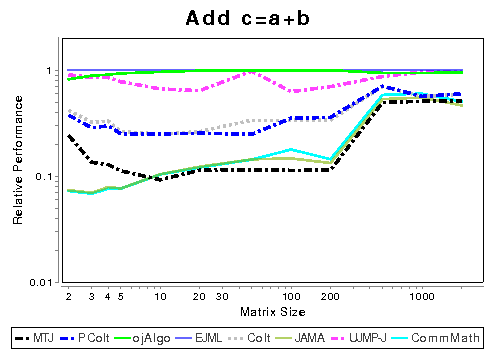 Add c=a+b
Relative Performance
1
0.1
0.01
2 3 4 5 10 20 30 100 200 1000
Matrix Size
MTJ PColt ojAlgo EJML Colt JAMA UJMP-J CommMath